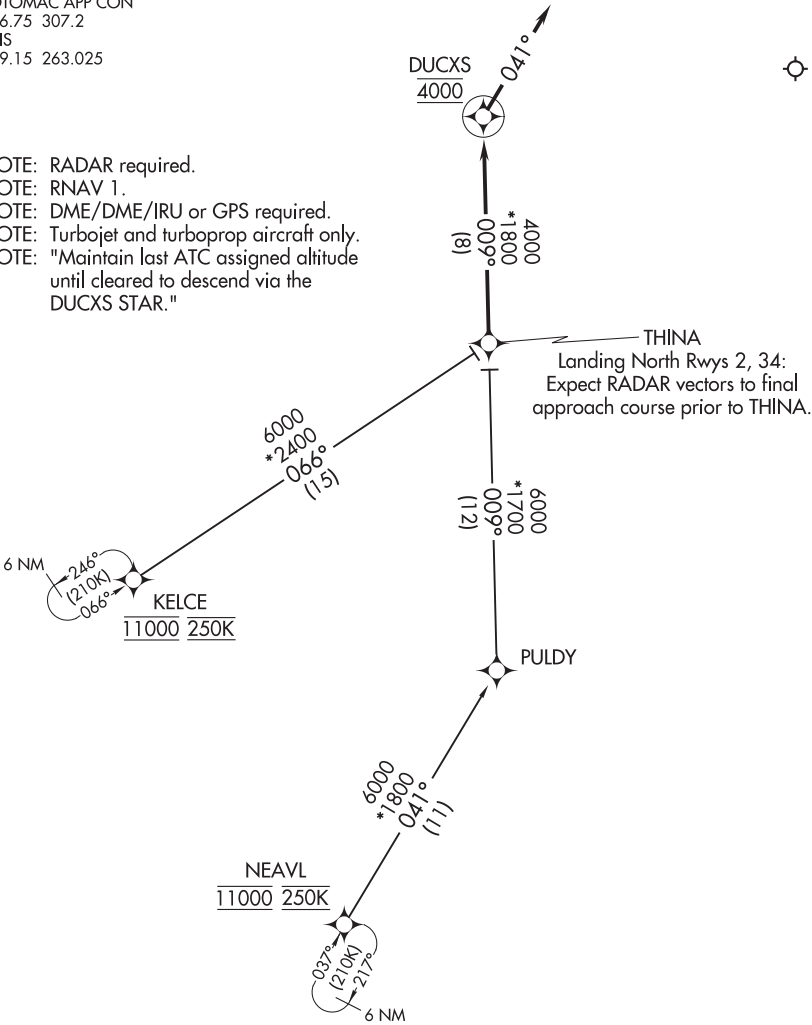 OTOMAC APP CON
6.75 307.2
IS
9.15 263.025
DUCXS
4000
041°
OTE: RADAR required.
OTE: RNAV 1.
OTE: DME/DME/IRU or GPS required.
OTE: Turbojet and turboprop aircraft only.
OTE: "Maintain last ATC assigned altitude
until cleared to descend via the
DUCXS STAR."
4000
*1800
009°
(8)
THINA
Landing North Rwys 2, 34:
Expect RADAR vectors to final
approach course prior to THINA.
6000
*2400
066°
(15)
6000
*1700
009°
(12)
6 NM
246°
(210K)
066°
KELCE
11000 250K
PULDY
6000
*1800
041°
(11)
NEAVL
11000 250K
037°
(210K)
217°
6 NM